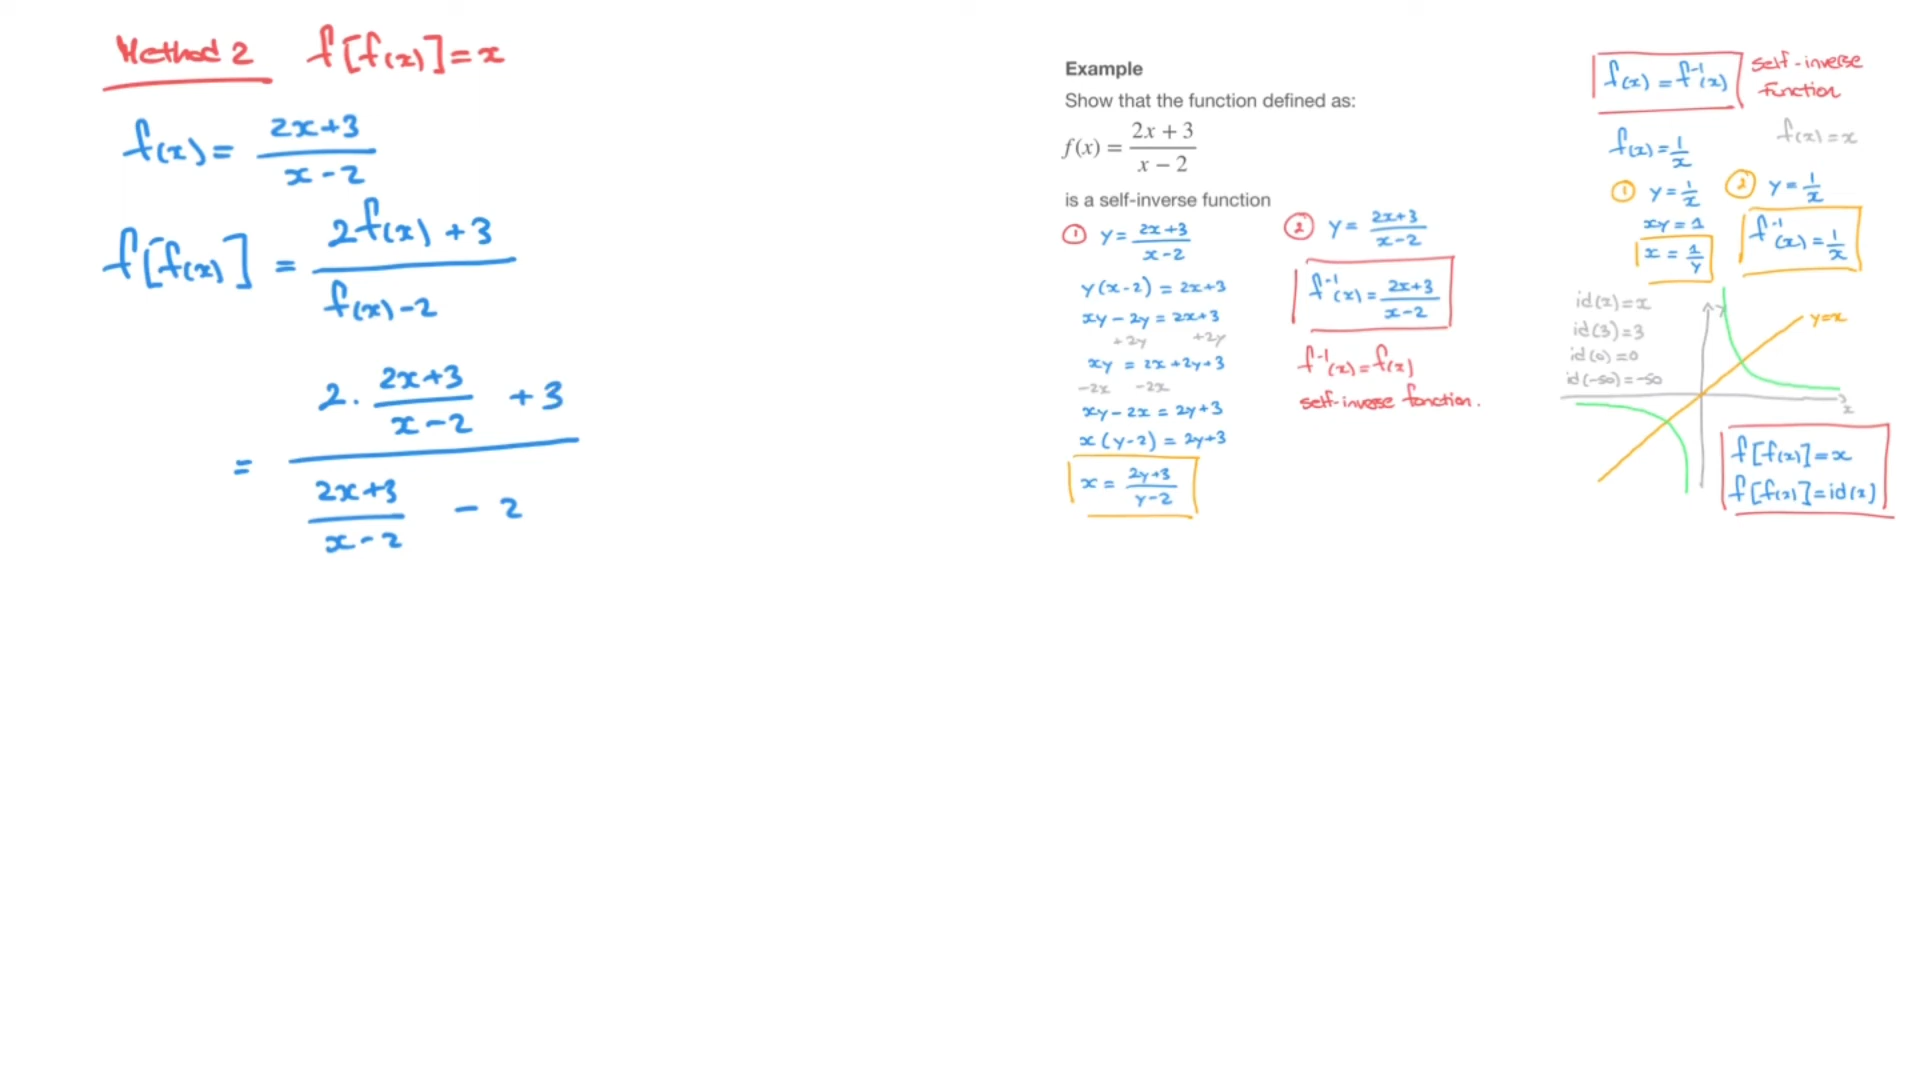 Method 2 f[f(x)] = x
f(x) = (2x+3)/(x-2)
f[f(x)] = (2f(x)+3)/(f(x)-2)
= (2·(2x+3)/(x-2) +3)/((2x+3)/(x-2) - 2)
Example
Show that the function defined as:
f(x) = (2x + 3)/(x − 2)
is a self-inverse function
① y = (2x+3)/(x-2)
y(x-2) = 2x+3
xy - 2y = 2x+3
+2y +2y
xy = 2x+2y+3
-2x -2x
xy - 2x = 2y+3
x(y-2) = 2y+3
x = (2y+3)/(y-2)
② y = (2x+3)/(x-2)
f⁻¹(x) = (2x+3)/(x-2)
f⁻¹(x) = f(x)
self-inverse function.
f(x) = f⁻¹(x)
self-inverse
function
f(x) = 1/x
f(x) = x
① y = 1/x
xy = 1
x = 1/y
② y = 1/x
f⁻¹(x) = 1/x
id(x) = x
id(3) = 3
id(0) = 0
id(-50) = -50
y
y=x
x
f[f(x)] = x
f[f(x)] = id(x)